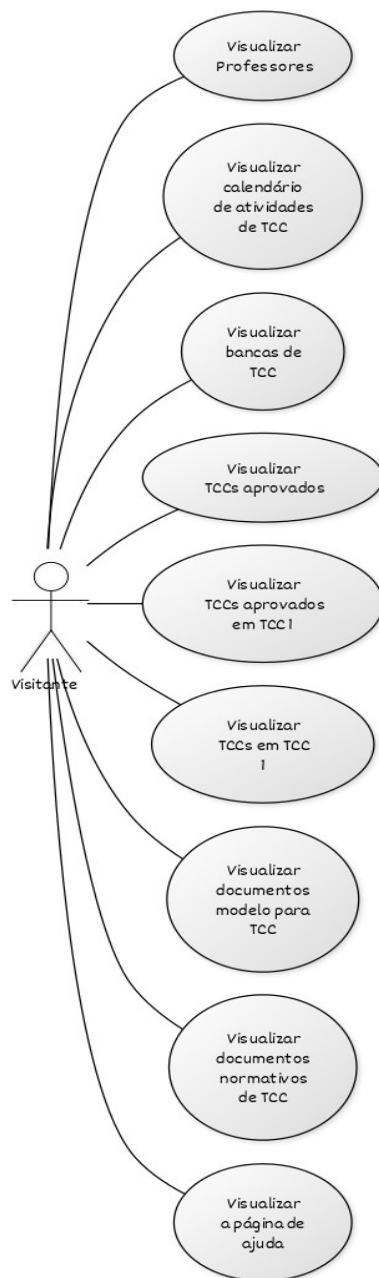 Visualizar
Professores
Visualizar
calendário
de atividades
de TCC
Visualizar
bancas de
TCC
Visualizar
TCCs aprovados
Visualizar
TCCs aprovados
em TCC 1
Visitante
Visualizar
TCCs em TCC
1
Visualizar
documentos
modelo para
TCC
Visualizar
documentos
normativos
de TCC
Visualizar
a página de
ajuda